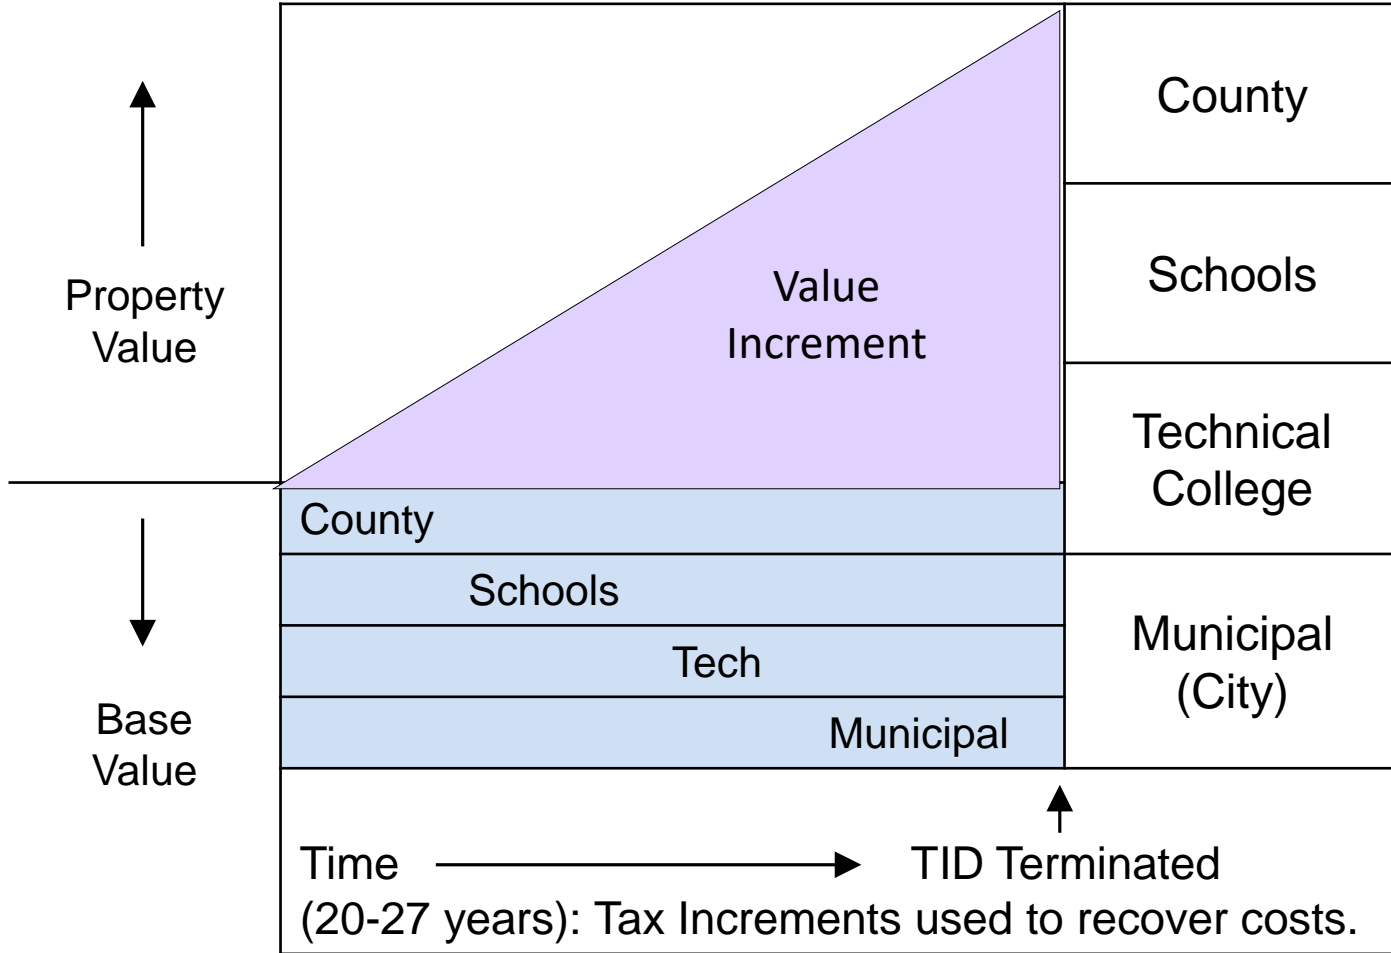 Property
Value
Base
Value
Value
Increment
County
Schools
Tech
Municipal
County
Schools
Technical
College
Municipal
(City)
Time TID Terminated
(20-27 years): Tax Increments used to recover costs.